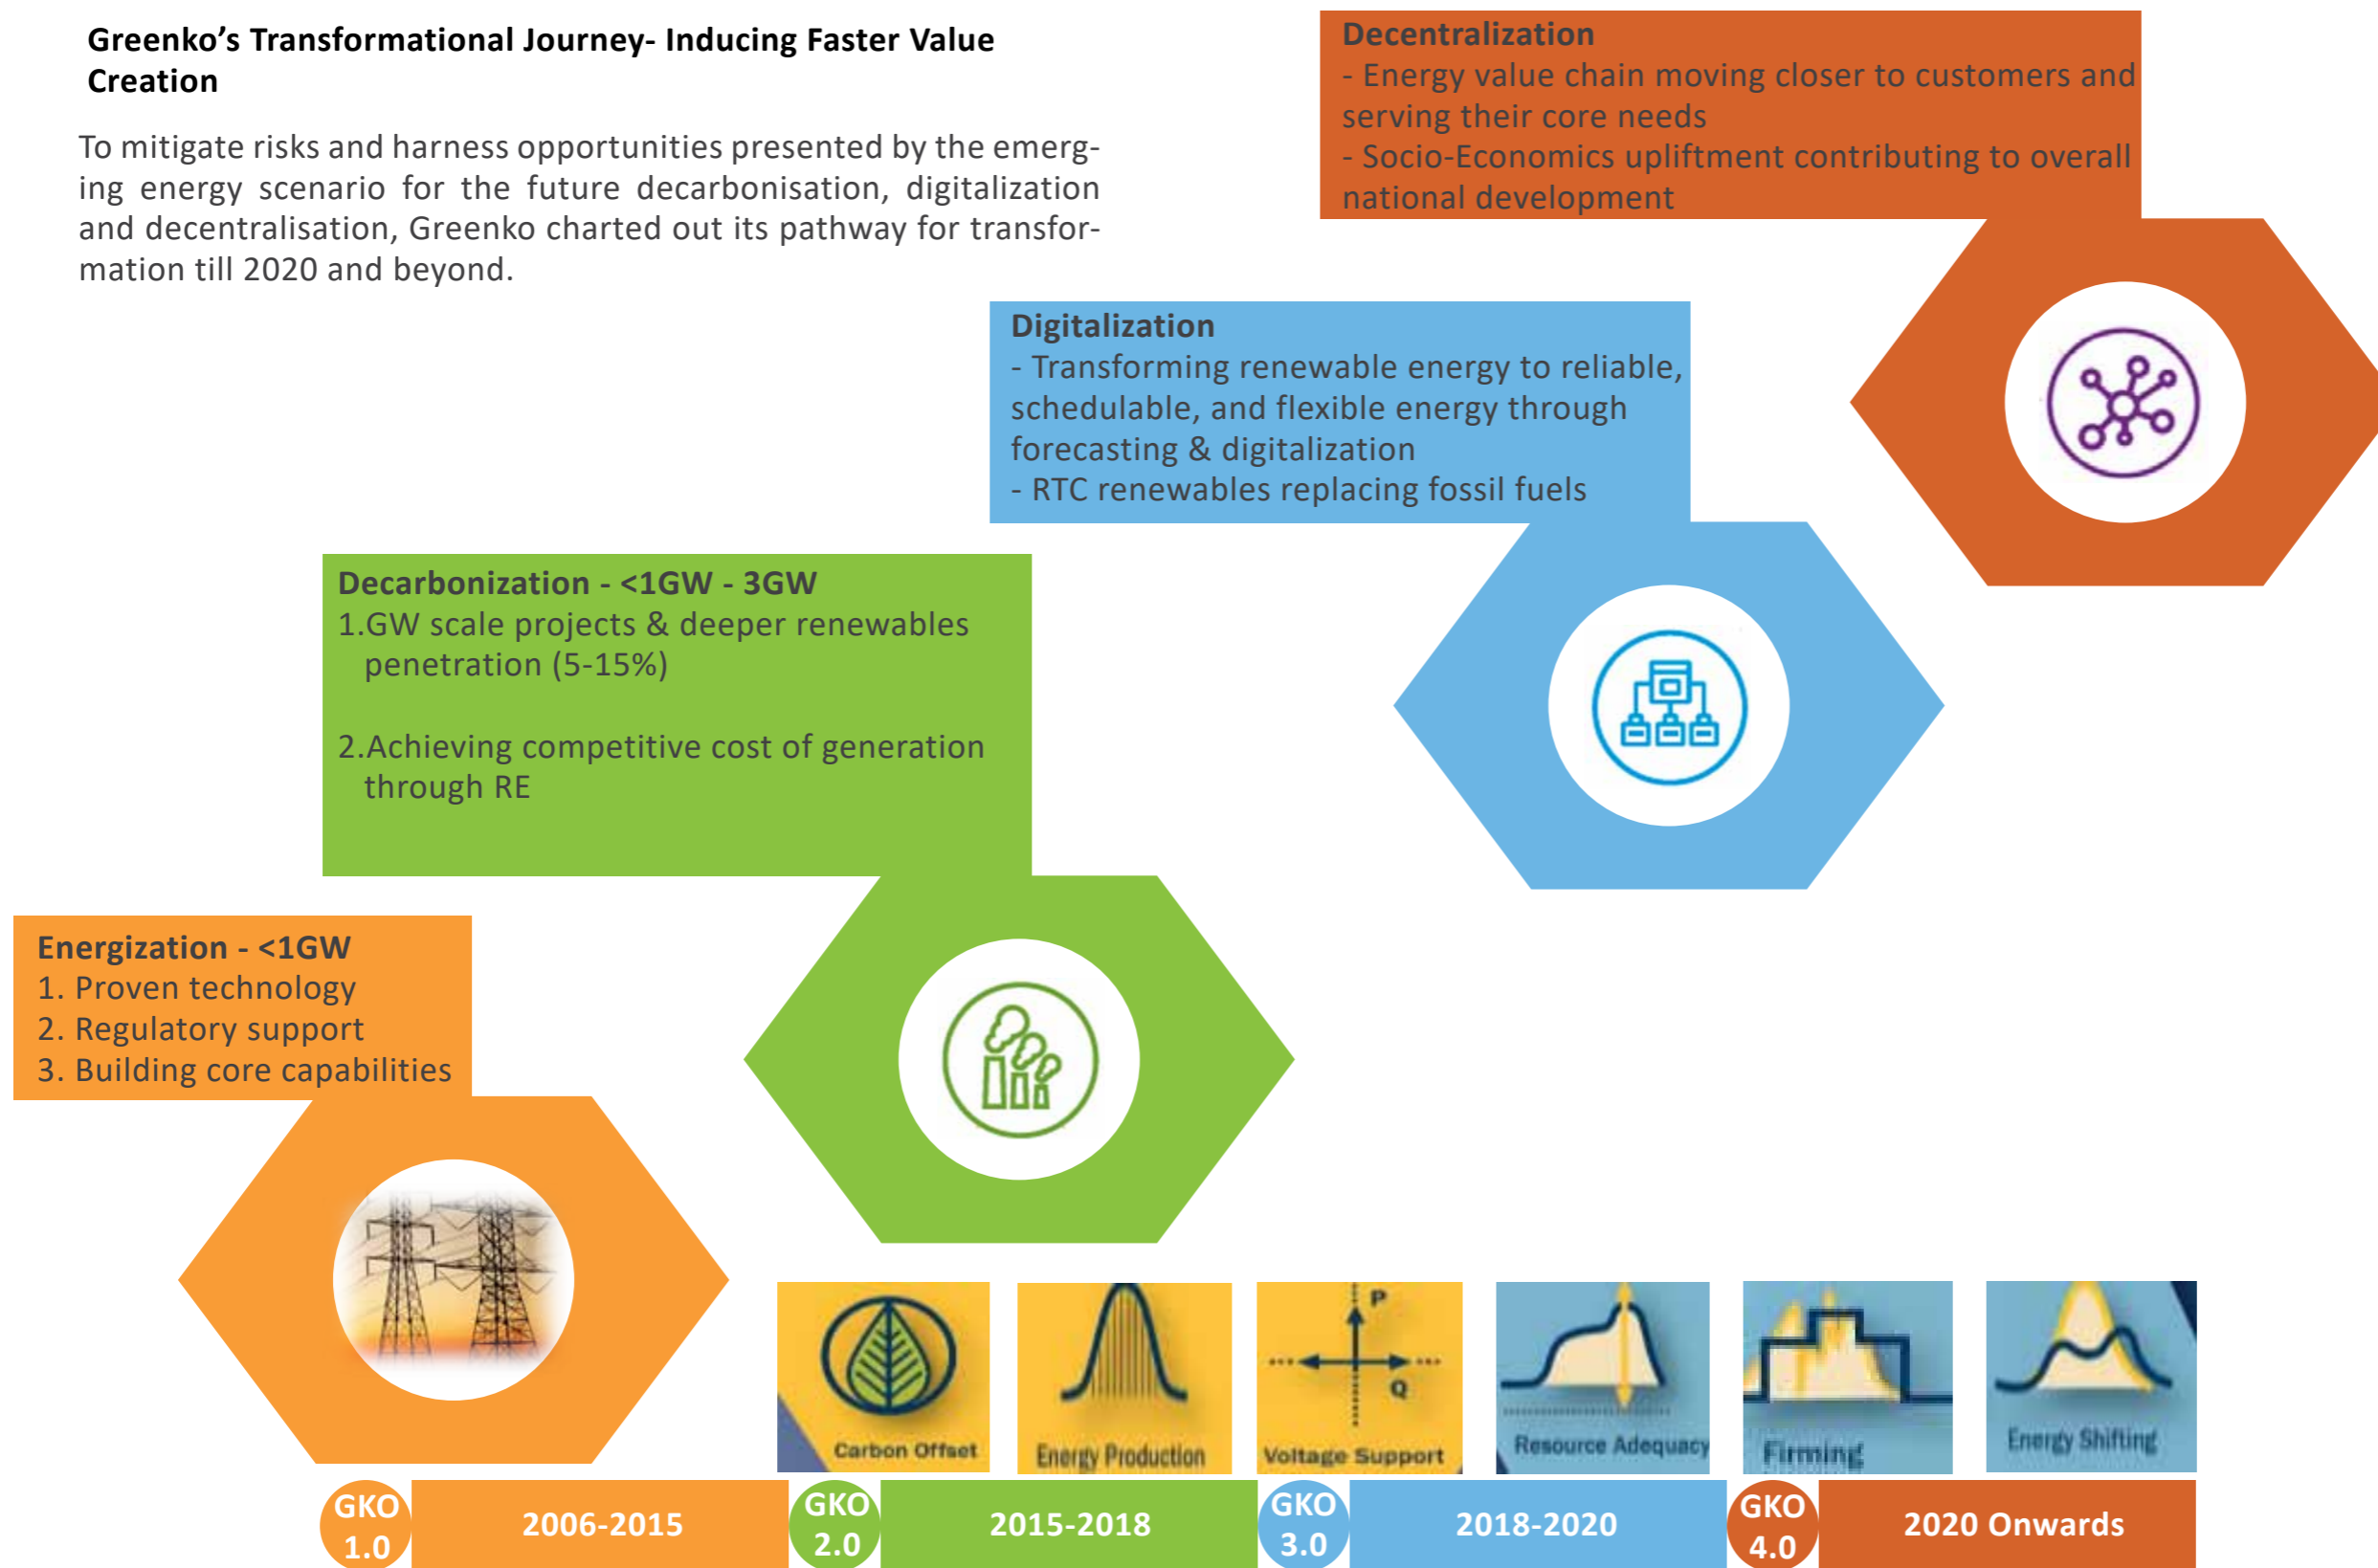 Greenko’s Transformational Journey- Inducing Faster Value
Creation
To mitigate risks and harness opportunities presented by the emerg-
ing energy scenario for the future decarbonisation, digitalization
and decentralisation, Greenko charted out its pathway for transfor-
mation till 2020 and beyond.
Decentralization
- Energy value chain moving closer to customers and
serving their core needs
- Socio-Economics upliftment contributing to overall
national development
Digitalization
- Transforming renewable energy to reliable,
schedulable, and flexible energy through
forecasting & digitalization
- RTC renewables replacing fossil fuels
Decarbonization - <1GW - 3GW
1.GW scale projects & deeper renewables
penetration (5-15%)
2.Achieving competitive cost of generation
through RE
Energization - <1GW
1. Proven technology
2. Regulatory support
3. Building core capabilities
P
Q
Carbon Offset
Energy Production
Voltage Support
Resource Adequacy
Firming
Energy Shifting
GKO
1.0
2006-2015
GKO
2.0
2015-2018
GKO
3.0
2018-2020
GKO
4.0
2020 Onwards